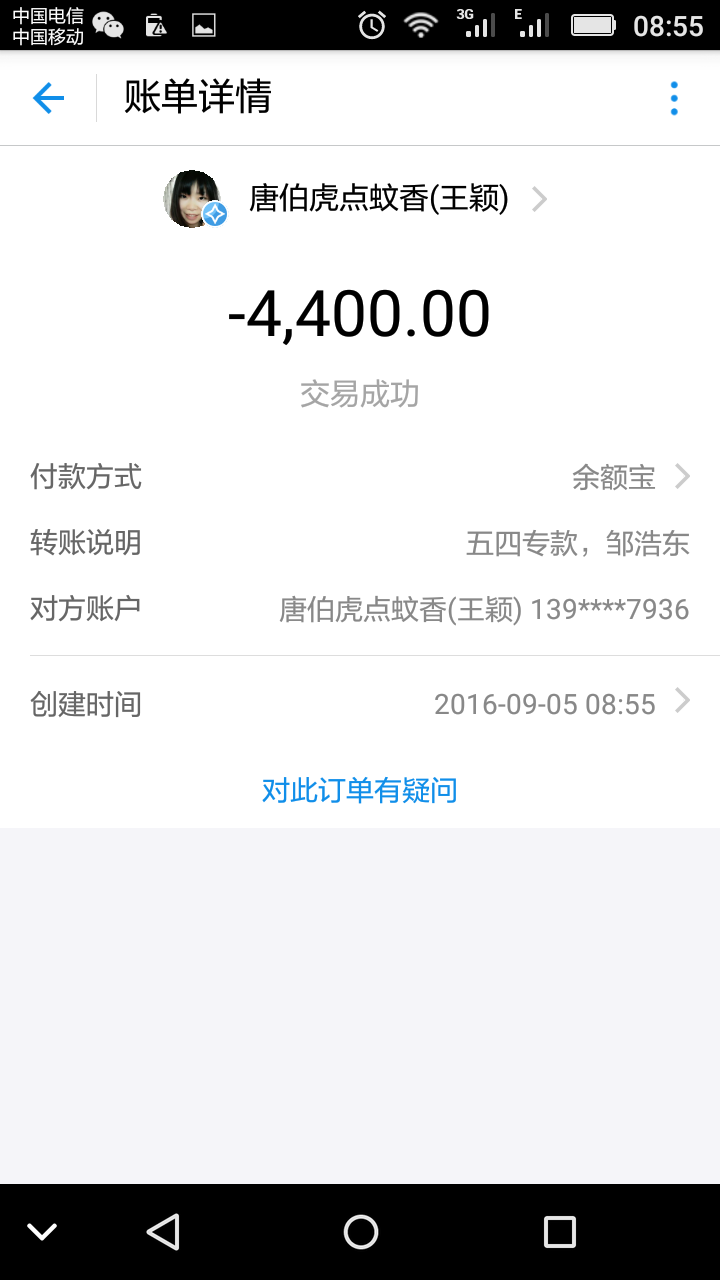 中国电信
中国移动
3G
E
08:55
账单详情
唐伯虎点蚊香(王颖)
-4,400.00
交易成功
付款方式 余额宝
转账说明 五四专款，邹浩东
对方账户 唐伯虎点蚊香(王颖) 139****7936
创建时间 2016-09-05 08:55
对此订单有疑问